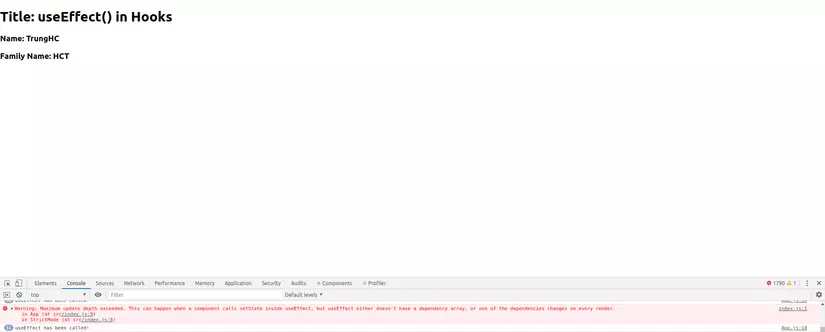 Title: useEffect() in Hooks
Name: TrungHC
Family Name: HCT
Elements Console Sources Network Performance Memory Application Security Audits Components Profiler 1790 1
top Filter Default levels
Warning: Maximum update depth exceeded. This can happen when a component calls setState inside useEffect, but useEffect either doesn't have a dependency array, or one of the dependencies changes on every render. index.js:1
in App (at src/index.js:9)
in StrictMode (at src/index.js:8)
useEffect has been called! App.js:18